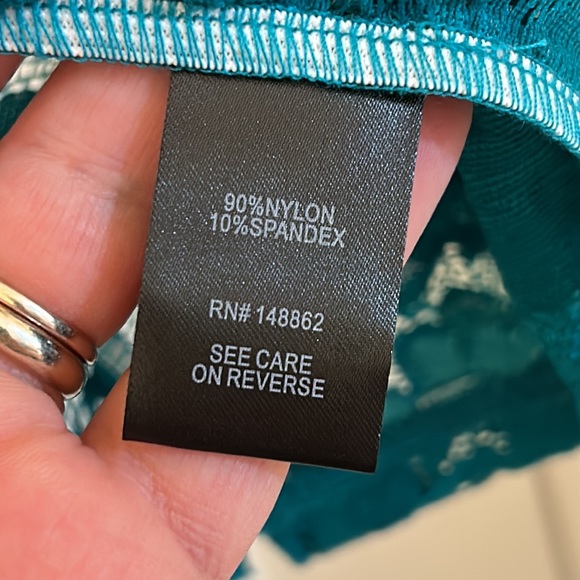 90%NYLON
10%SPANDEX
RN# 148862
SEE CARE
ON REVERSE